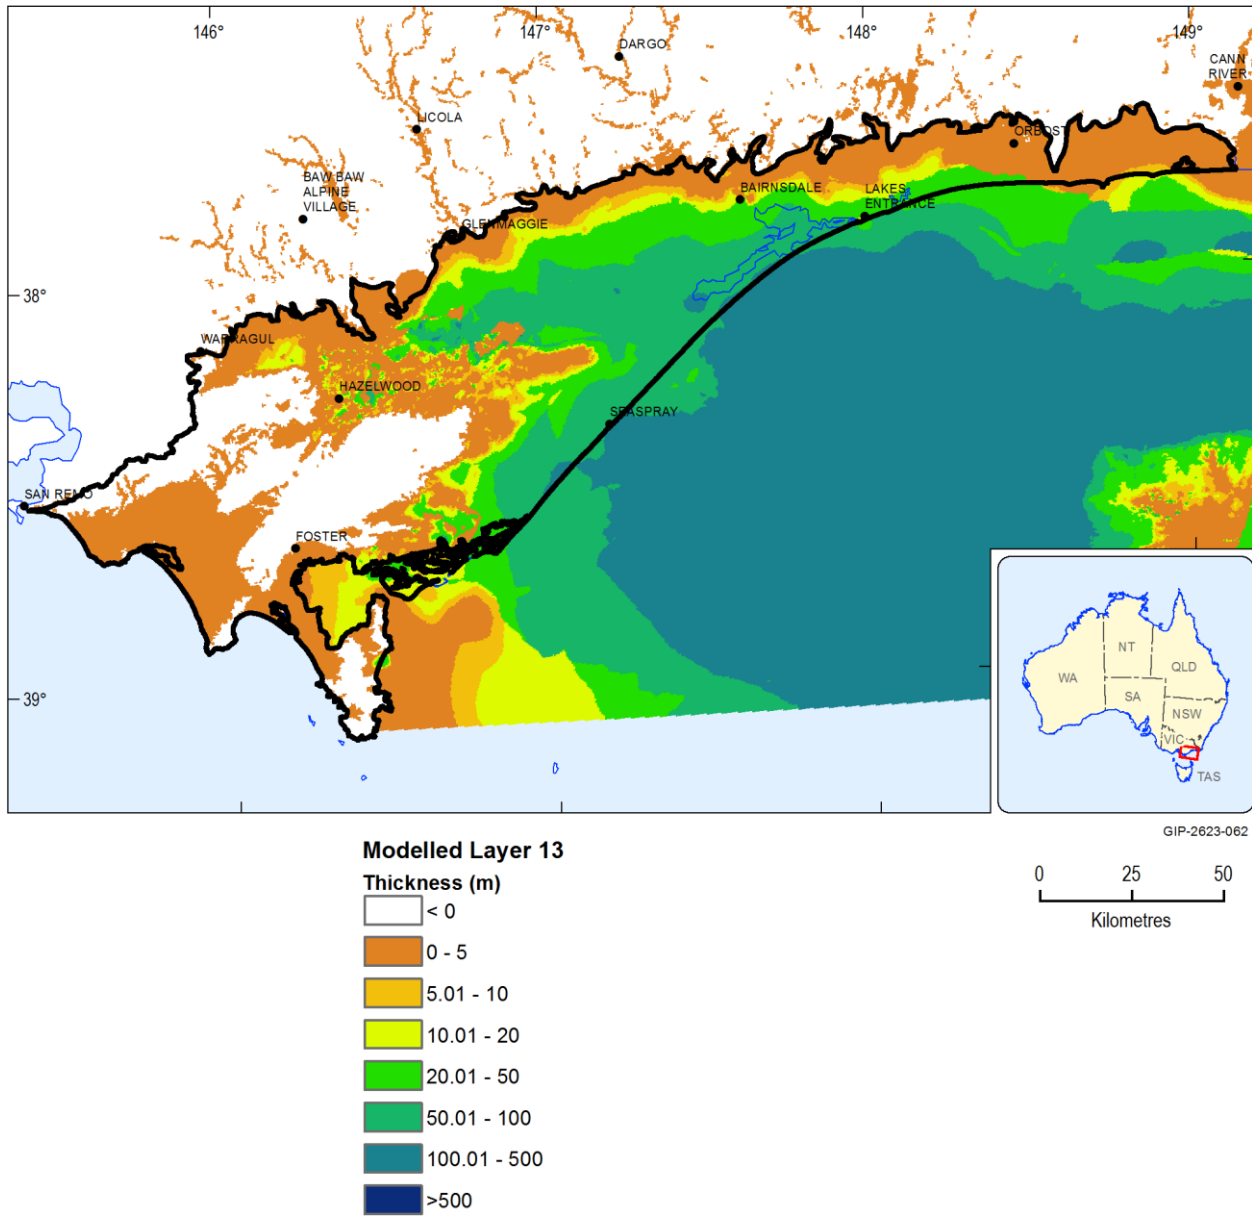 146°
147°
148°
149°
DARGO
CANN
RIVER
LICOLA
ORBOST
BAW BAW
ALPINE
VILLAGE
BAIRNSDALE
LAKES
ENTRANCE
GLENMAGGIE
38°
WARRAGUL
HAZELWOOD
SEASPRAY
SAN REMO
FOSTER
39°
NT
QLD
WA
SA
NSW
VIC
TAS
GIP-2623-062
Modelled Layer 13
Thickness (m)
< 0
0 - 5
5.01 - 10
10.01 - 20
20.01 - 50
50.01 - 100
100.01 - 500
>500
0 25 50
Kilometres